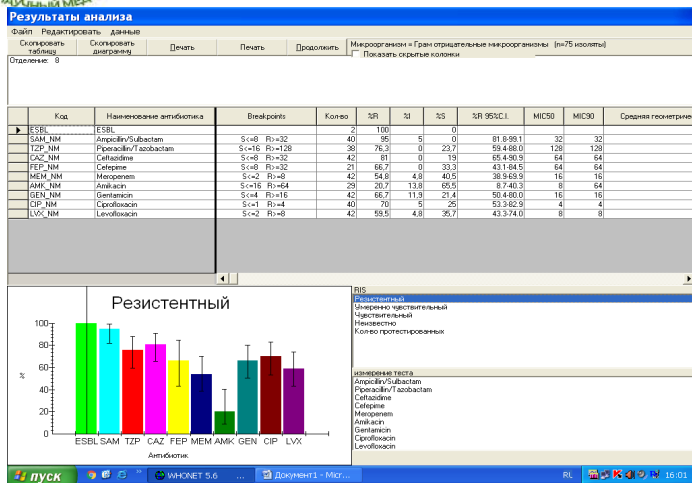 Результаты анализа
Файл Редактировать данные
Скопировать таблицу Скопировать диаграмму Печать Печать Продолжить Микроорганизм = Грам отрицательные микроорганизмы (n=75 изоляты)
Показать скрытые колонки
Отделение: 8
Код Наименование антибиотика Breakpoints Кол-во %R %I %S %R 95%C.I. MIC50 MIC90 Средняя геометриче
ESBL ESBL 2 100 0
SAM_NM Ampicillin/Sulbactam S<=8 R>=32 40 95 5 0 81.8-99.1 32 32
TZP_NM Piperacillin/Tazobactam S<=16 R>=128 38 76,3 0 23,7 59.4-88.0 128 128
CAZ_NM Ceftazidime S<=8 R>=32 42 81 0 19 65.4-90.9 64 64
FEP_NM Cefepime S<=8 R>=32 21 66,7 0 33,3 43.1-84.5 64 64
MEM_NM Meropenem S<=2 R>=8 42 54,8 4,8 40,5 38.9-69.9 16 16
AMK_NM Amikacin S<=16 R>=64 29 20,7 13,8 65,5 8.7-40.3 8 64
GEN_NM Gentamicin S<=4 R>=16 42 66,7 11,9 21,4 50.4-80.0 16 16
CIP_NM Ciprofloxacin S<=1 R>=4 40 70 5 25 53.3-82.9 4 4
LVX_NM Levofloxacin S<=2 R>=8 42 59,5 4,8 35,7 43.3-74.0 8 8
Резистентный
100
80
60
40
20
0
%
ESBL SAM TZP CAZ FEP MEM AMK GEN CIP LVX
Антибиотик
RIS
Резистентный
Умеренно чувствительный
Чувствительный
Неизвестно
Кол-во протестированных
измерение теста
Ampicillin/Sulbactam
Piperacillin/Tazobactam
Ceftazidime
Cefepime
Meropenem
Amikacin
Gentamicin
Ciprofloxacin
Levofloxacin
пуск WHONET 5.6 ... Документ1 - Micr... RL 16:01